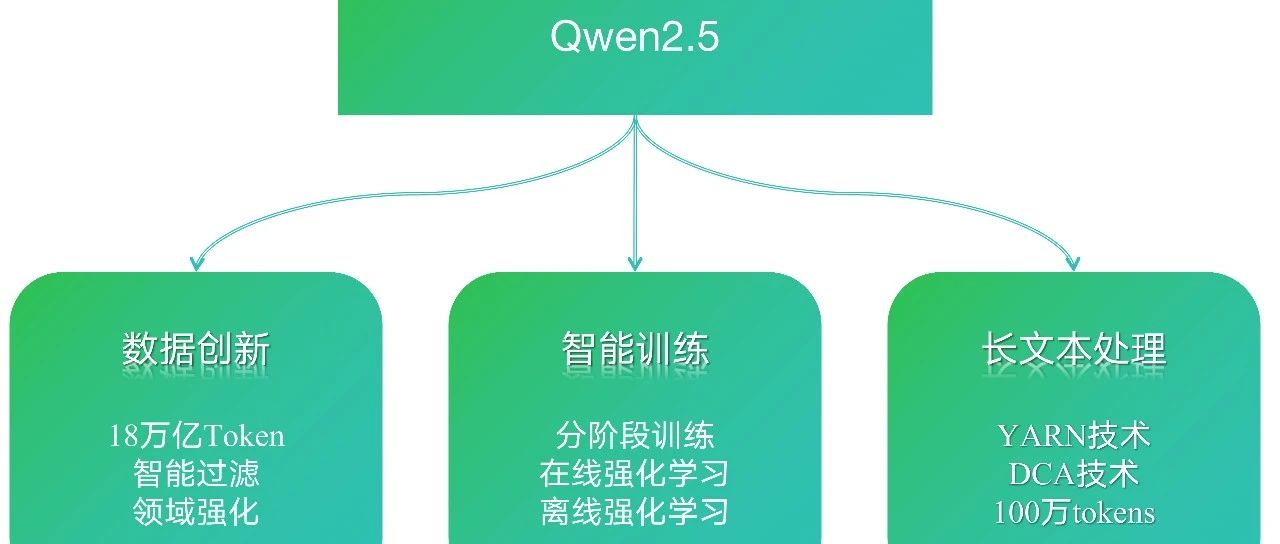 Qwen2.5
数据创新
18万亿Token
智能过滤
领域强化
智能训练
分阶段训练
在线强化学习
离线强化学习
长文本处理
YARN技术
DCA技术
100万tokens